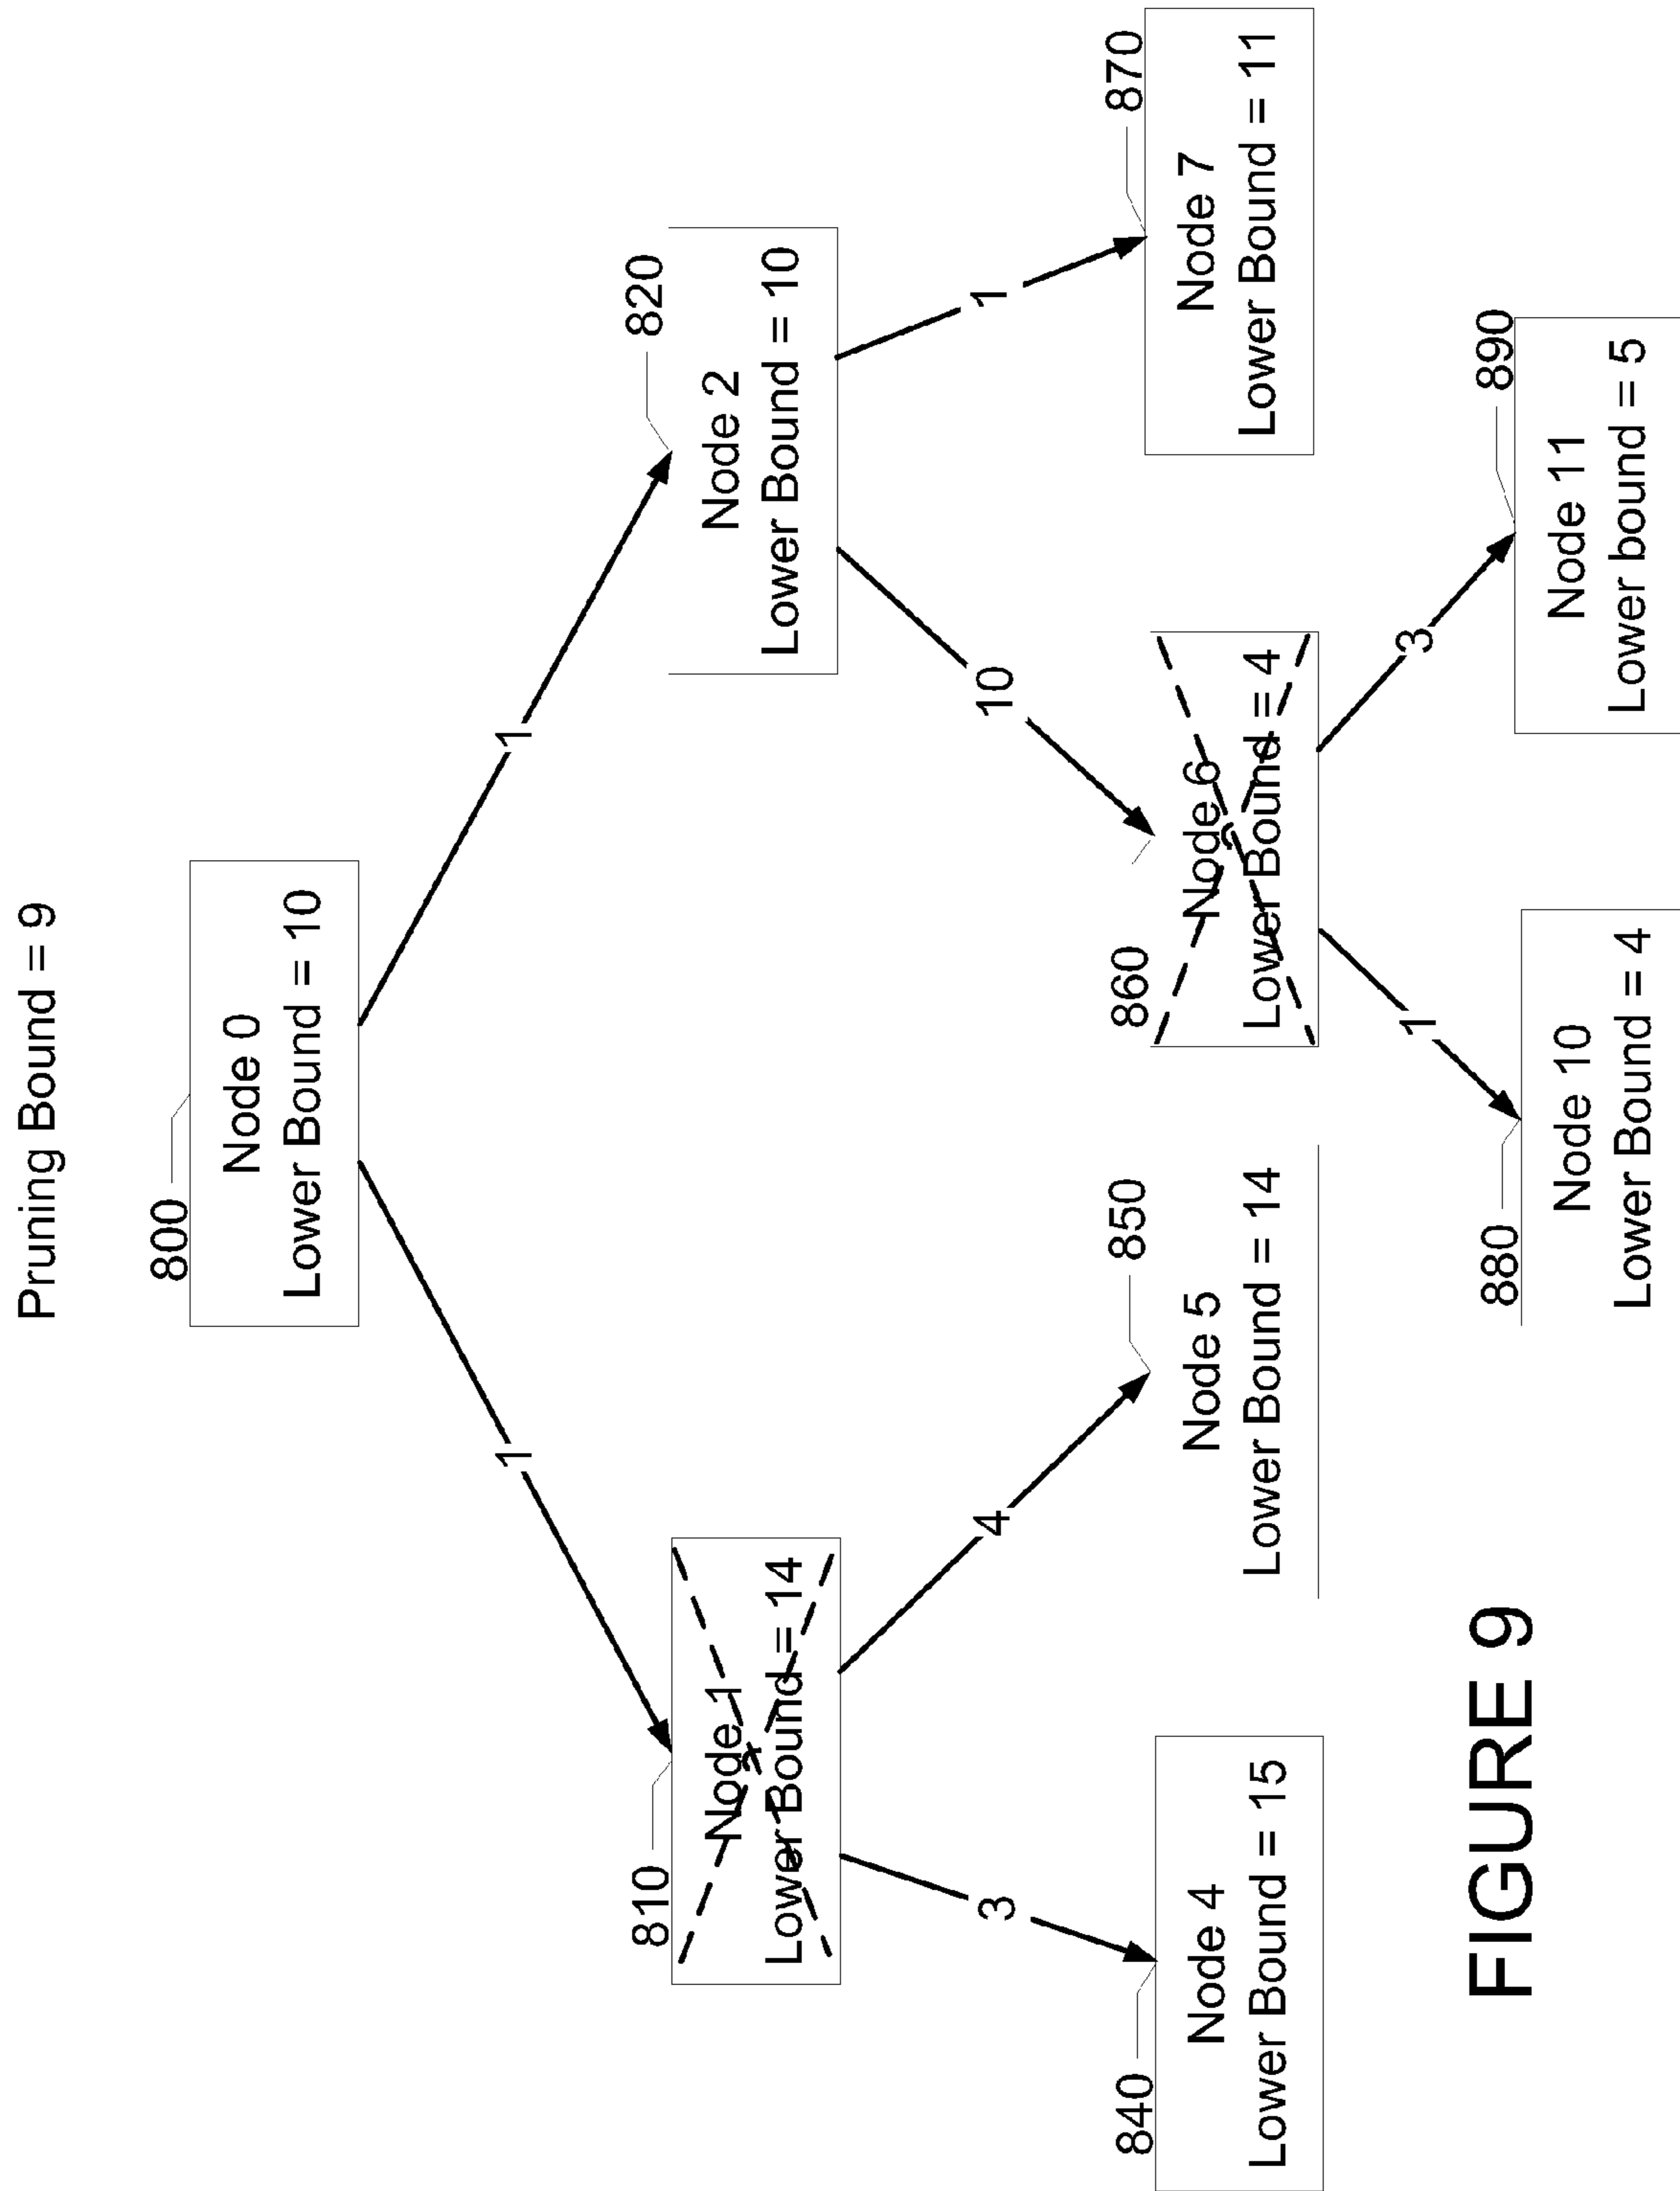 Pruning Bound = 9
800
Node 0
Lower Bound = 10
1
1
810
Node 1
Lower Bound = 14
820
Node 2
Lower Bound = 10
3
4
10
1
840
Node 4
Lower Bound = 15
850
Node 5
Lower Bound = 14
860
Node 6
Lower Bound = 4
870
Node 7
Lower Bound = 11
1
3
880
Node 10
Lower Bound = 4
890
Node 11
Lower bound = 5
FIGURE 9